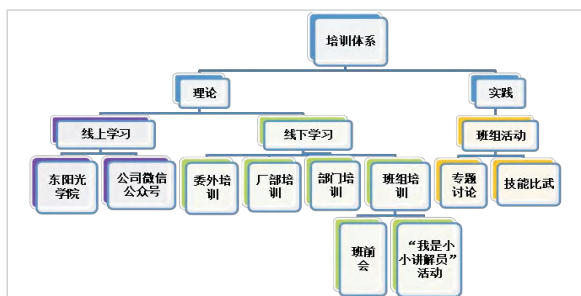 培训体系
理论
实践
线上学习
线下学习
班组活动
东阳光
学院
公司微信
公众号
委外培
训
厂部培
训
部门培
训
班组培
训
专题
讨论
技能比武
班前
会
“我是小
小讲解员”
活动